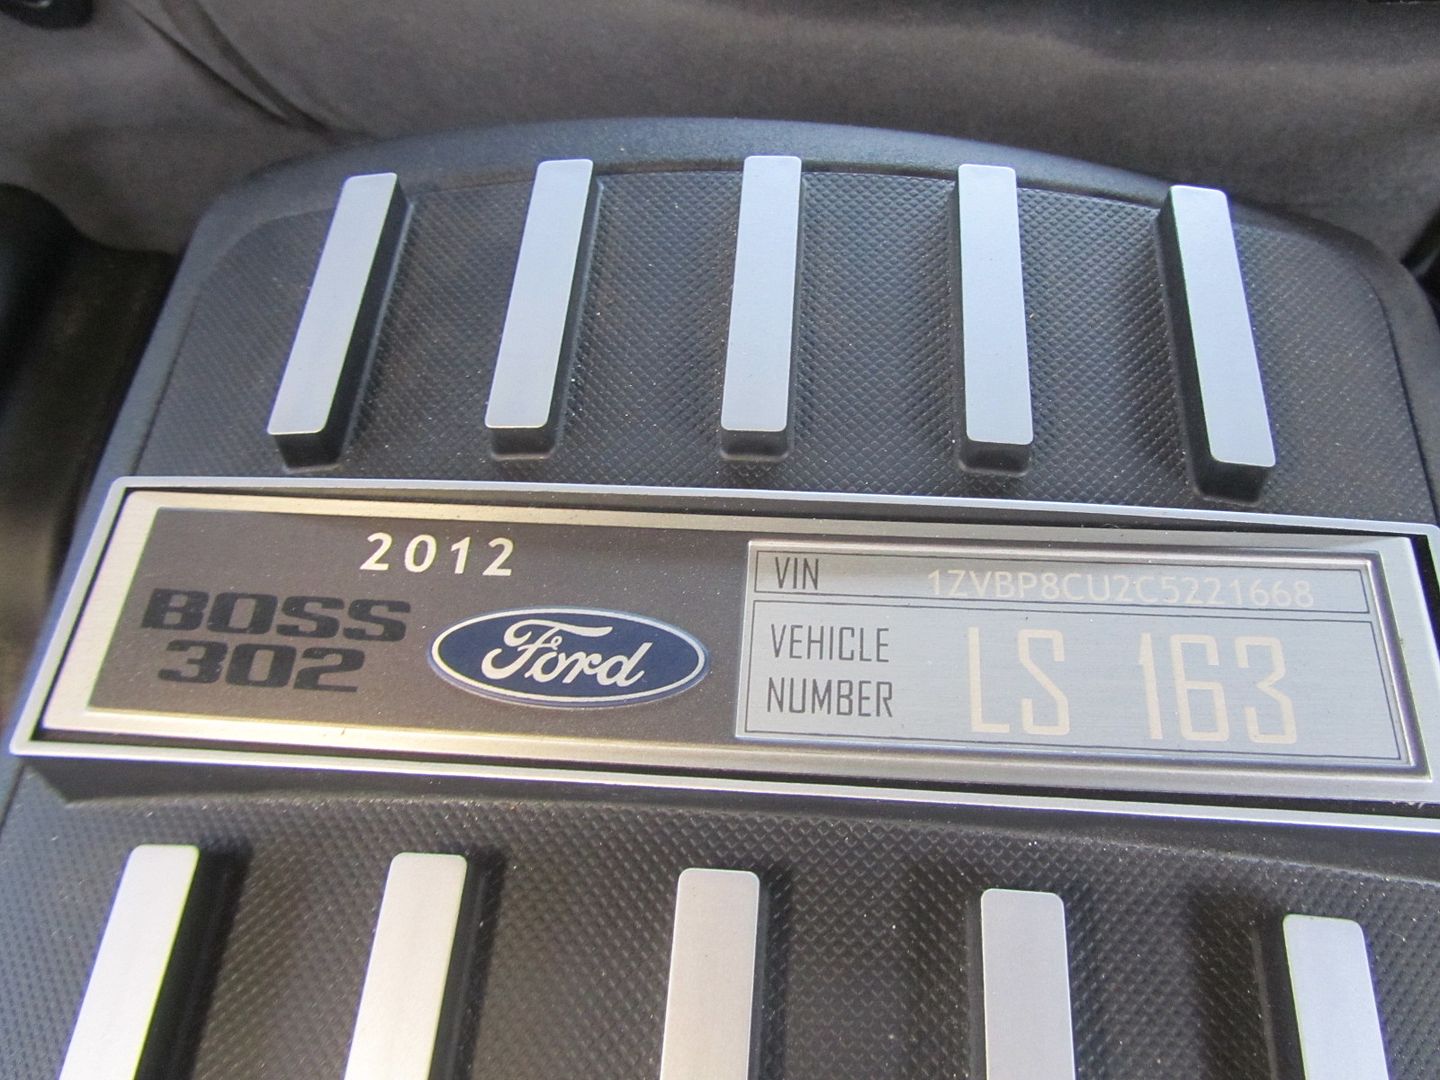 2012
BOSS
302
Ford
VIN 1ZVBP8CU2C5221668
VEHICLE
NUMBER
LS 163